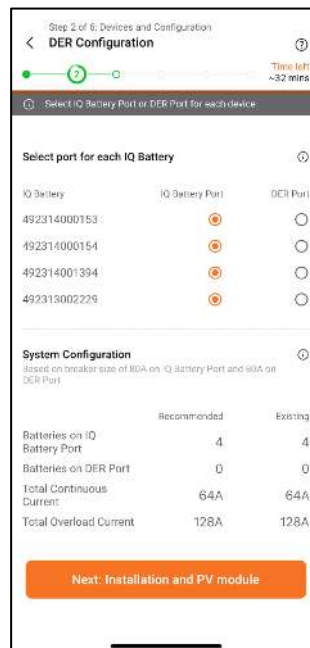 Step 2 of 6: Devices and Configuration
DER Configuration
2
Time left
~32 mins
Select IQ Battery Port or DER Port for each device
Select port for each IQ Battery
IQ Battery IQ Battery Port DER Port
492314000153
492314000154
492314001394
492313002229
System Configuration
Based on breaker size of 80A on IQ Battery Port and 80A on
DER Port
Recommended Existing
Batteries on IQ
Battery Port 4 4
Batteries on DER Port 0 0
Total Continuous
Current 64A 64A
Total Overload Current 128A 128A
Next: Installation and PV module